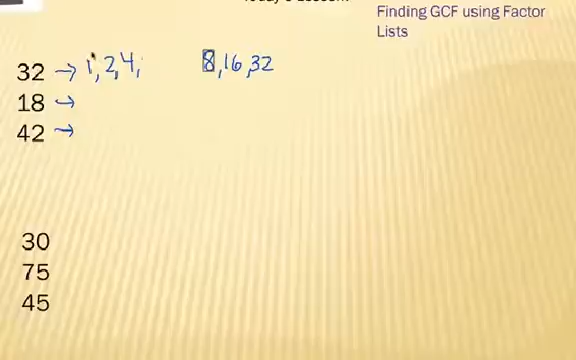 Finding GCF using Factor
Lists
32 → 1, 2, 4, 8, 16, 32
18 →
42 →
30
75
45